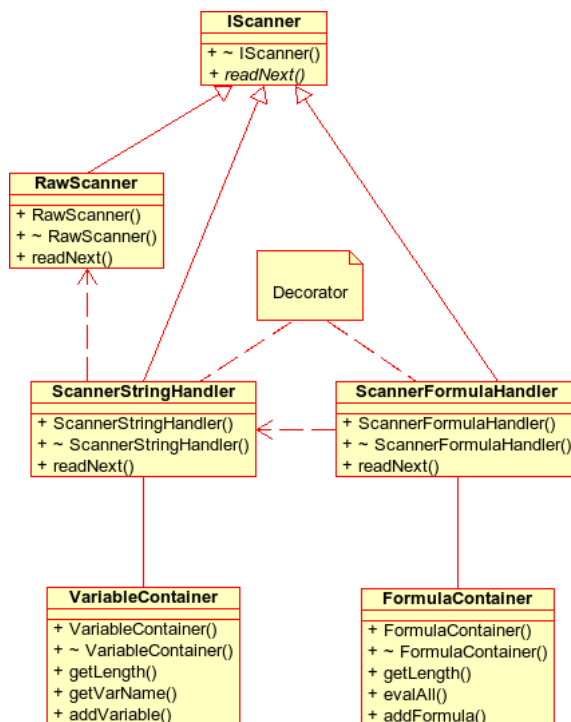 IScanner
+ ~ IScanner()
+ readNext()
RawScanner
+ RawScanner()
+ ~ RawScanner()
+ readNext()
Decorator
ScannerStringHandler
+ ScannerStringHandler()
+ ~ ScannerStringHandler()
+ readNext()
ScannerFormulaHandler
+ ScannerFormulaHandler()
+ ~ ScannerFormulaHandler()
+ readNext()
VariableContainer
+ VariableContainer()
+ ~ VariableContainer()
+ getLength()
+ getVarName()
+ addVariable()
FormulaContainer
+ FormulaContainer()
+ ~ FormulaContainer()
+ getLength()
+ evalAll()
+ addFormula()